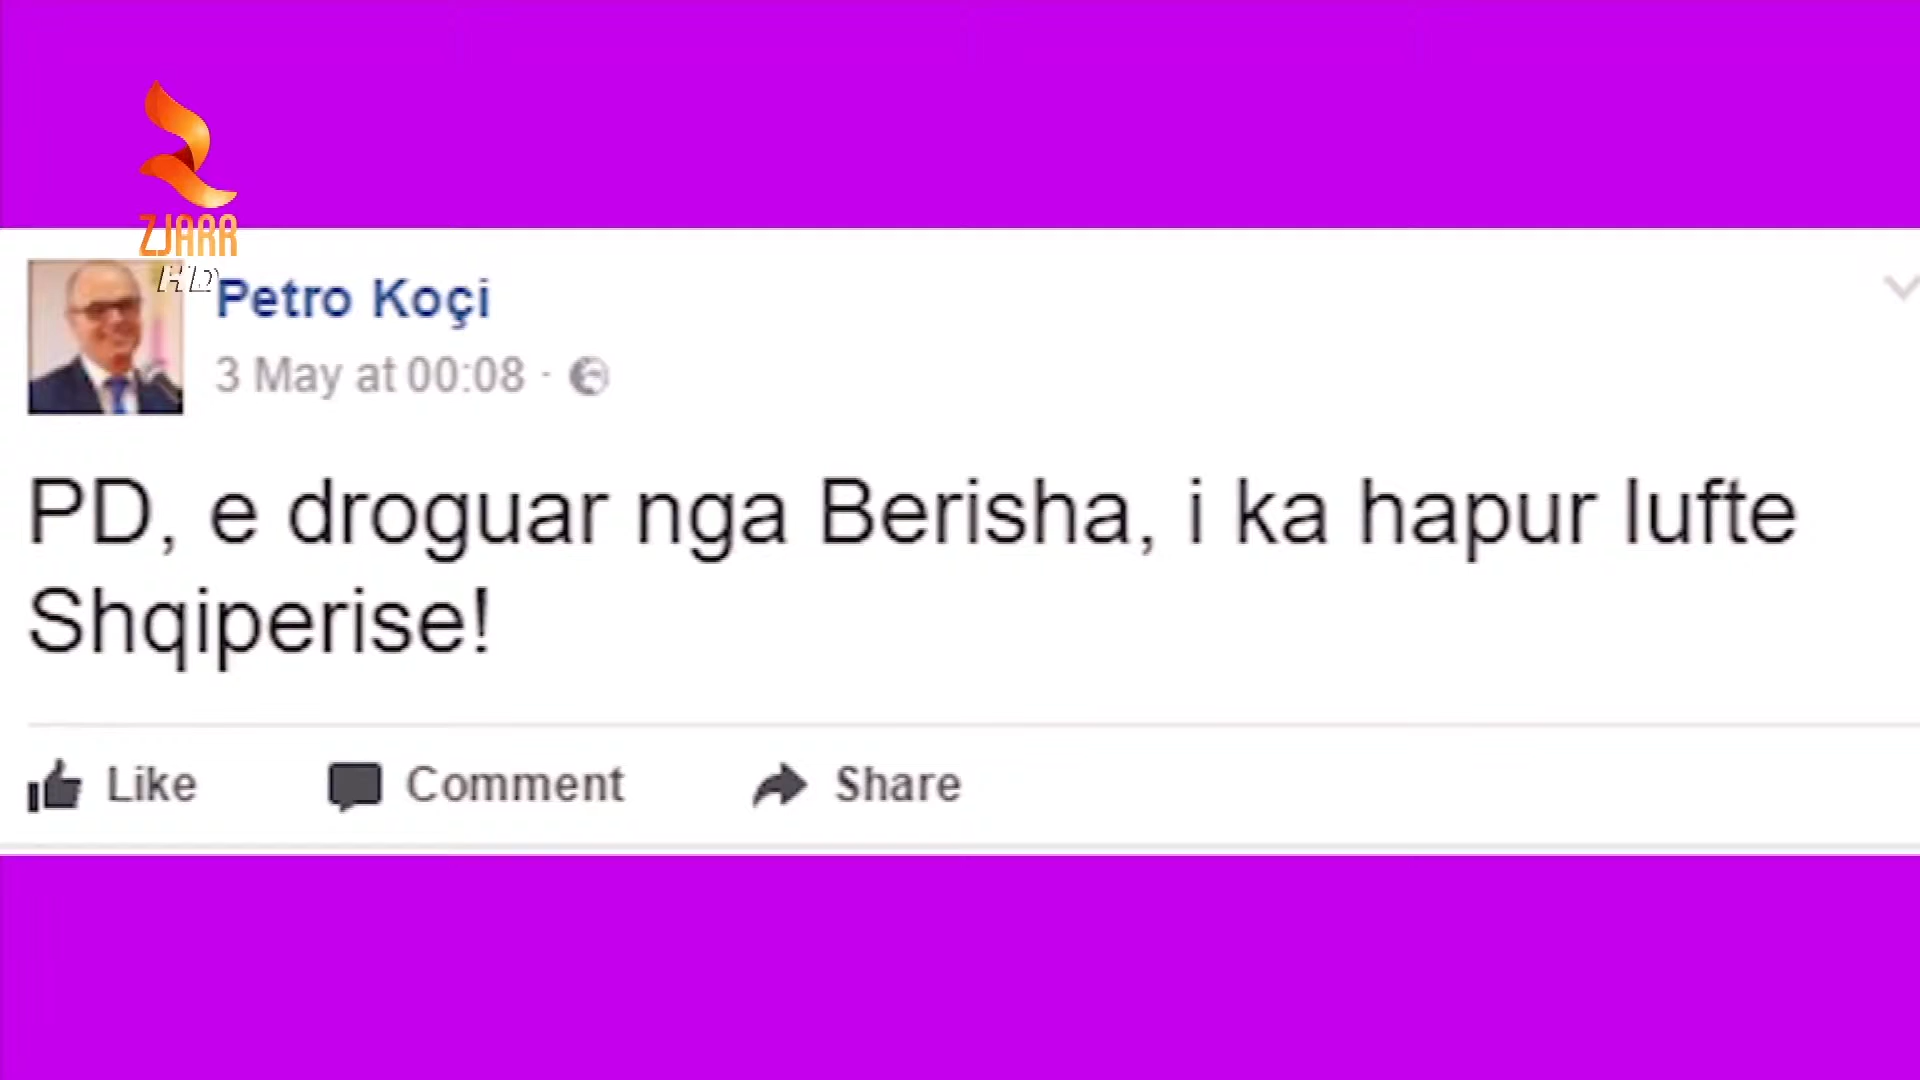 ZJARR
HD
Petro Koçi
3 May at 00:08 ·
PD, e droguar nga Berisha, i ka hapur lufte
Shqiperise!
Like Comment Share